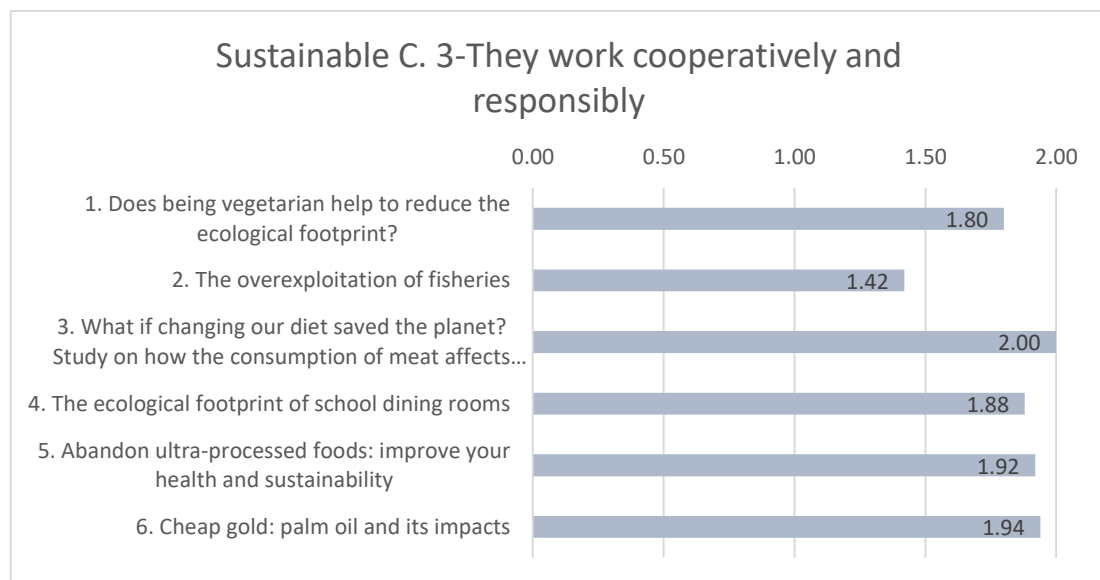 Sustainable C. 3-They work cooperatively and
responsibly
0.00 0.50 1.00 1.50 2.00
1. Does being vegetarian help to reduce the
ecological footprint?
1.80
2. The overexploitation of fisheries
1.42
3. What if changing our diet saved the planet?
Study on how the consumption of meat affects...
2.00
4. The ecological footprint of school dining rooms
1.88
5. Abandon ultra-processed foods: improve your
health and sustainability
1.92
6. Cheap gold: palm oil and its impacts
1.94